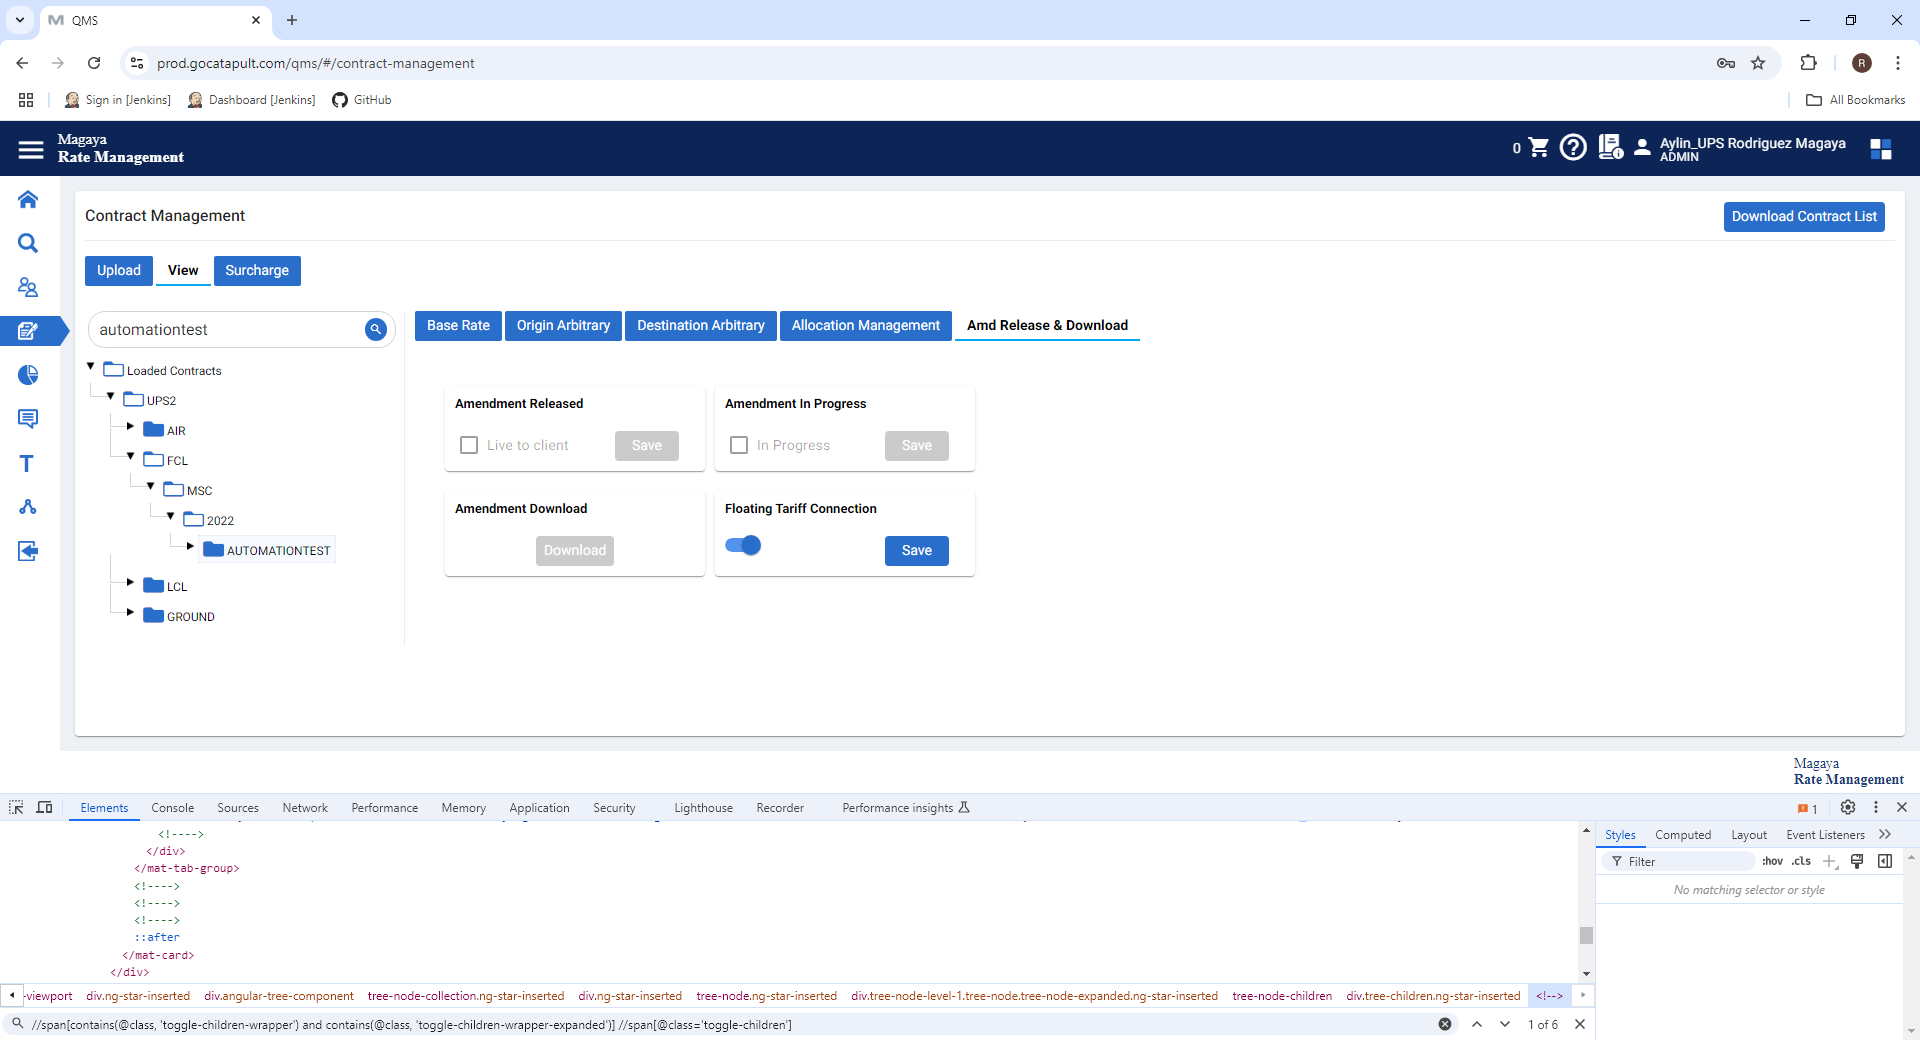 QMS
prod.gocatapult.com/qms/#/contract-management
R
Sign in [Jenkins]
Dashboard [Jenkins]
GitHub
All Bookmarks
Magaya
Rate Management
0
Aylin_UPS Rodriguez Magaya
ADMIN
Contract Management
Download Contract List
Upload
View
Surcharge
automationtest
Base Rate
Origin Arbitrary
Destination Arbitrary
Allocation Management
Amd Release & Download
Loaded Contracts
UPS2
AIR
FCL
MSC
2022
AUTOMATIONTEST
LCL
GROUND
Amendment Released
Live to client
Save
Amendment In Progress
In Progress
Save
Amendment Download
Download
Floating Tariff Connection
Save
T
Magaya
Rate Management
Elements
Console
Sources
Network
Performance
Memory
Application
Security
Lighthouse
Recorder
Performance insights
1
<!---->
</div>
</mat-tab-group>
<!---->
<!---->
<!---->
::after
</mat-card>
</div>
Styles
Computed
Layout
Event Listeners
Filter
:hov
.cls
No matching selector or style
-viewport
div.ng-star-inserted
div.angular-tree-component
tree-node-collection.ng-star-inserted
div.ng-star-inserted
tree-node.ng-star-inserted
div.tree-node-level-1.tree-node.tree-node-expanded.ng-star-inserted
tree-node-children
div.tree-children.ng-star-inserted
<!-->
//span[contains(@class, 'toggle-children-wrapper') and contains(@class, 'toggle-children-wrapper-expanded')] //span[@class='toggle-children']
1 of 6